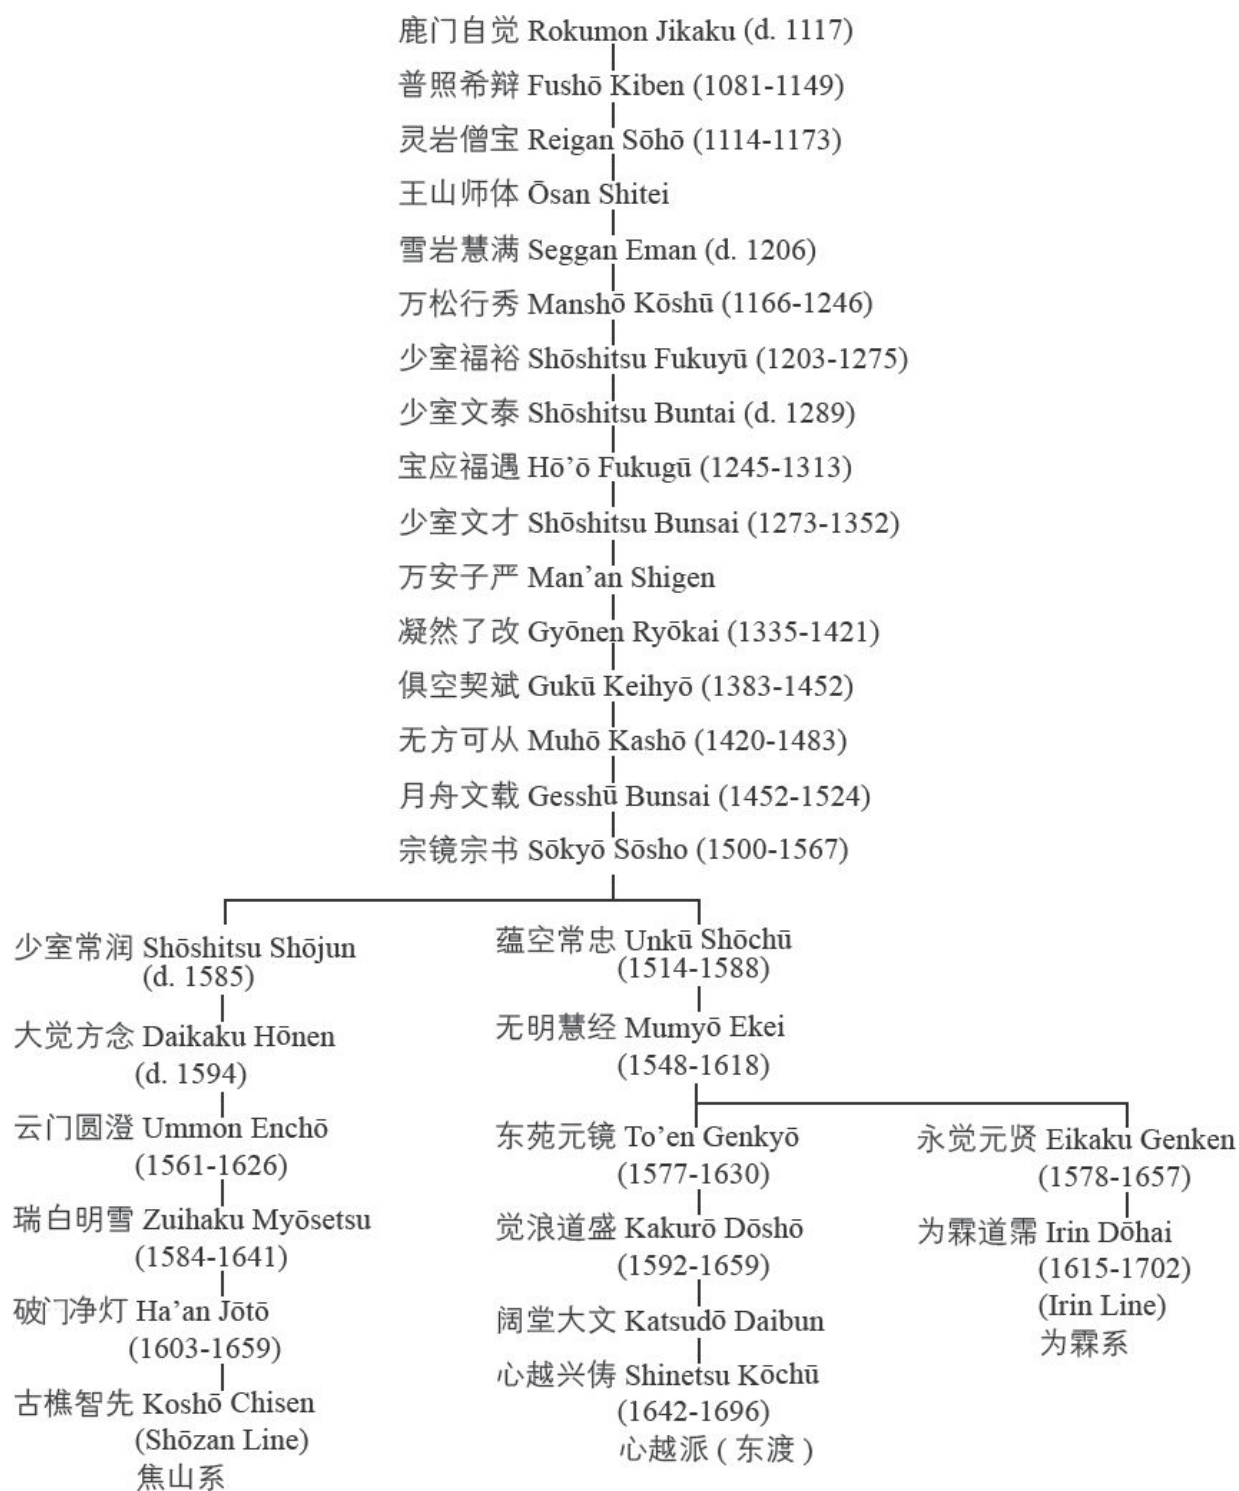 鹿门自觉 Rokumon Jikaku (d. 1117)
普照希辩 Fushō Kiben (1081-1149)
灵岩僧宝 Reigan Sōhō (1114-1173)
王山师体 Ōsan Shitei
雪岩慧满 Seggan Eman (d. 1206)
万松行秀 Manshō Kōshū (1166-1246)
少室福裕 Shōshitsu Fukuyū (1203-1275)
少室文泰 Shōshitsu Buntai (d. 1289)
宝应福遇 Hō’ō Fukugū (1245-1313)
少室文才 Shōshitsu Bunsai (1273-1352)
万安子严 Man’an Shigen
凝然了改 Gyōnen Ryōkai (1335-1421)
俱空契斌 Gukū Keihyō (1383-1452)
无方可从 Muhō Kashō (1420-1483)
月舟文载 Gesshū Bunsai (1452-1524)
宗镜宗书 Sōkyō Sōsho (1500-1567)
少室常润 Shōshitsu Shōjun
(d. 1585)
大觉方念 Daikaku Hōnen
(d. 1594)
云门圆澄 Ummon Enchō
(1561-1626)
瑞白明雪 Zuihaku Myōsetsu
(1584-1641)
破门净灯 Ha’an Jōtō
(1603-1659)
古樵智先 Koshō Chisen
(Shōzan Line)
焦山系
蕴空常忠 Unkū Shōchū
(1514-1588)
无明慧经 Mumyō Ekei
(1548-1618)
东苑元镜 To’en Genkyō
(1577-1630)
觉浪道盛 Kakurō Dōshō
(1592-1659)
阔堂大文 Katsudō Daibun
心越兴俦 Shinetsu Kōchū
(1642-1696)
心越派 ( 东渡 )
永觉元贤 Eikaku Genken
(1578-1657)
为霖道霈 Irin Dōhai
(1615-1702)
(Irin Line)
为霖系